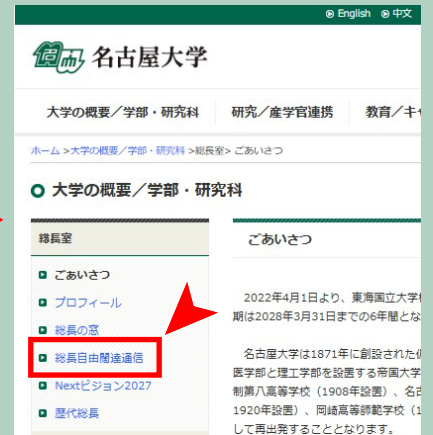 English 中文
名古屋大学
大学の概要／学部・研究科 研究／産学官連携 教育／キ
ホーム >大学の概要／学部・研究科 >総長室> ごあいさつ
大学の概要／学部・研究科
総長室
ごあいさつ
ごあいさつ
プロフィール
総長の窓
総長自由闊達通信
Nextビジョン2027
歴代総長
2022年4月1日より、東海国立大学
期は2028年3月31日までの6年間とな
名古屋大学は1871年に創設された
医学部と理工学部を設置する帝国大学
制第八高等学校（1908年設置）、名
1920年設置）、岡崎高等師範学校（1
して再出発することとなります。